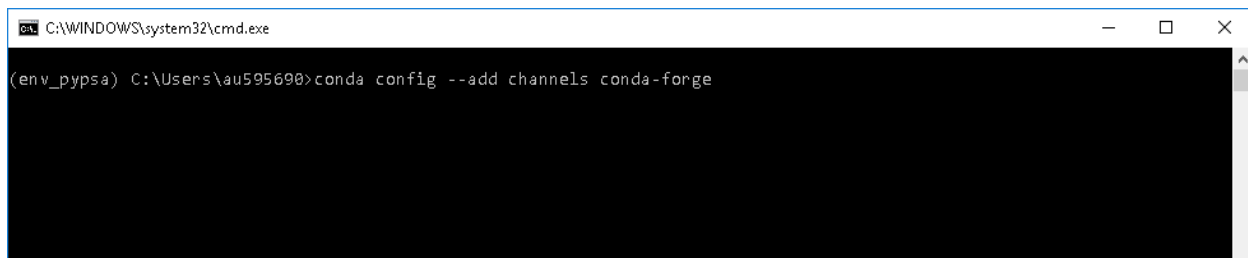 C:\WINDOWS\system32\cmd.exe
(env_pypsa) C:\Users\au595690>conda config --add channels conda-forge